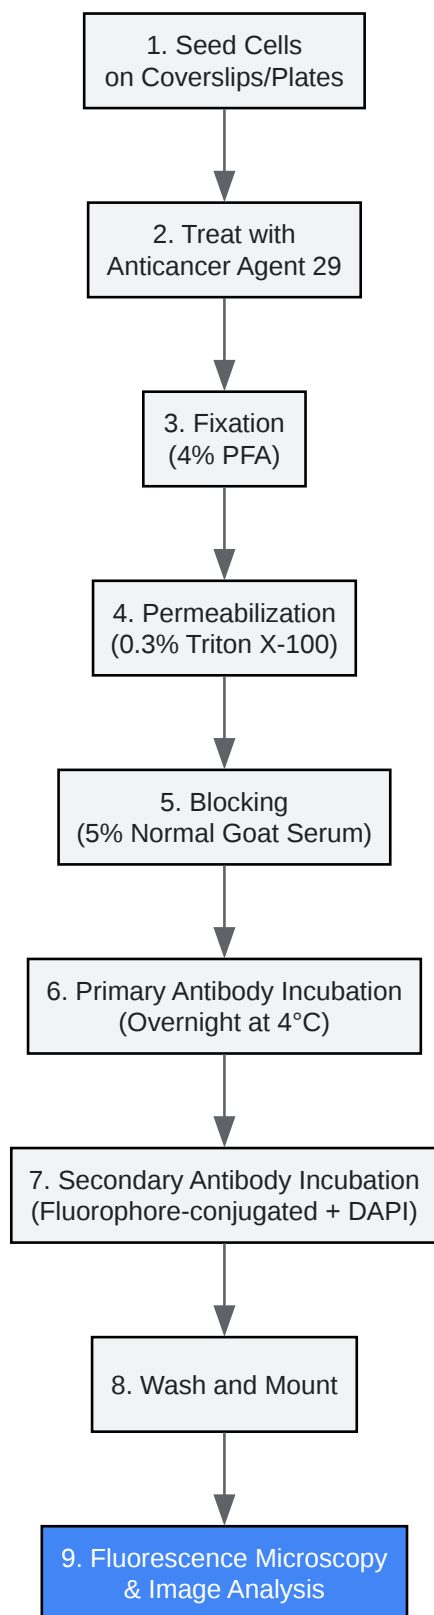 1. Seed Cells
on Coverslips/Plates
2. Treat with
Anticancer Agent 29
3. Fixation
(4% PFA)
4. Permeabilization
(0.3% Triton X-100)
5. Blocking
(5% Normal Goat Serum)
6. Primary Antibody Incubation
(Overnight at 4°C)
7. Secondary Antibody Incubation
(Fluorophore-conjugated + DAPI)
8. Wash and Mount
9. Fluorescence Microscopy
& Image Analysis